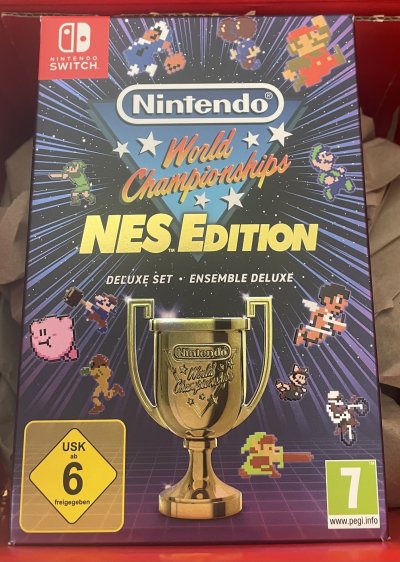 NINTENDO
SWITCH
Nintendo®
World
Championships
NES EDITION
TM
DELUXE SET • ENSEMBLE DELUXE
Nintendo
World
Championships
USK
ab
6
freigegeben
7
www.pegi.info